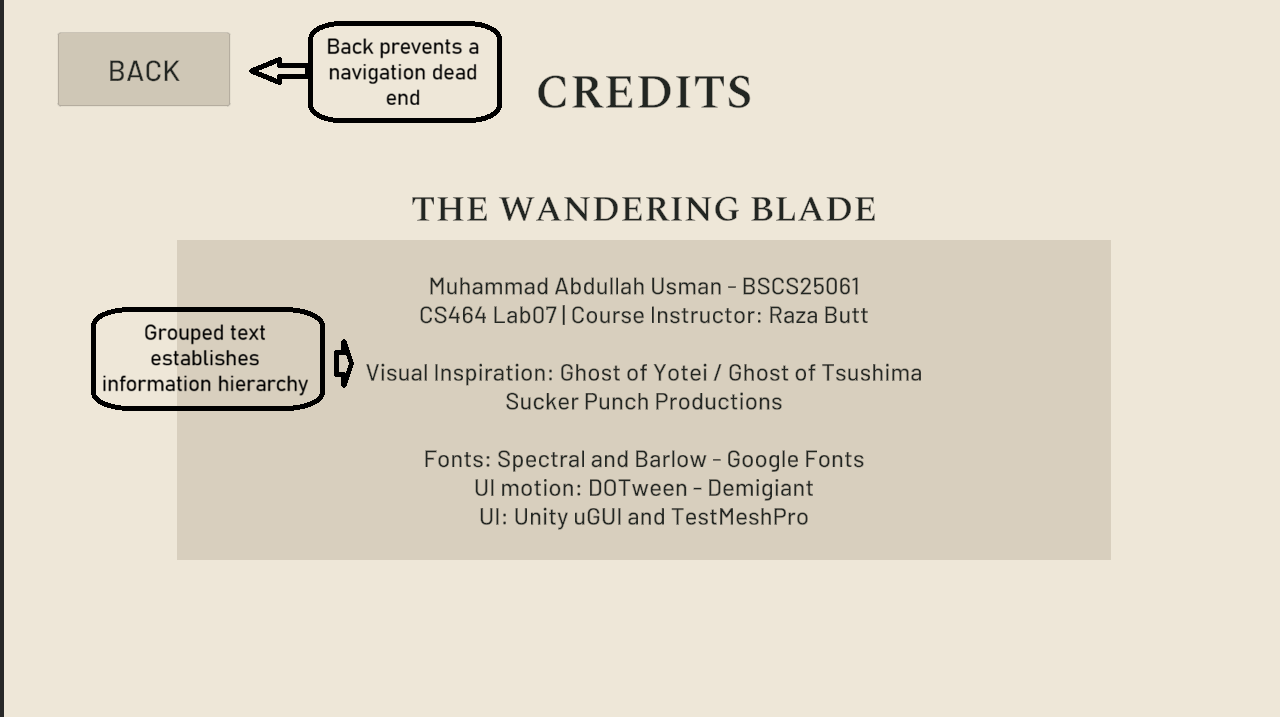 BACK
Back prevents a
navigation dead
end
CREDITS
THE WANDERING BLADE
Muhammad Abdullah Usman - BSCS25061
CS464 Lab07 | Course Instructor: Raza Butt
Grouped text
establishes
information hierarchy
Visual Inspiration: Ghost of Yotei / Ghost of Tsushima
Sucker Punch Productions
Fonts: Spectral and Barlow - Google Fonts
UI motion: DOTween - Demigiant
UI: Unity uGUI and TestMeshPro